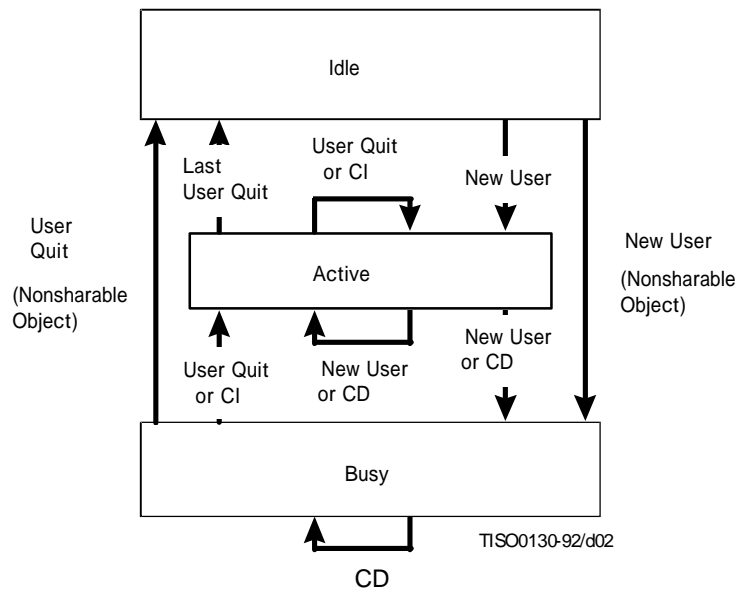 Idle
User Quit
or CI
Last
User Quit
New User
User
Quit
(Nonsharable
Object)
New User
(Nonsharable
Object)
Active
User Quit
or CI
New User
or CD
New User
or CD
Busy
TISO0130-92/d02
CD